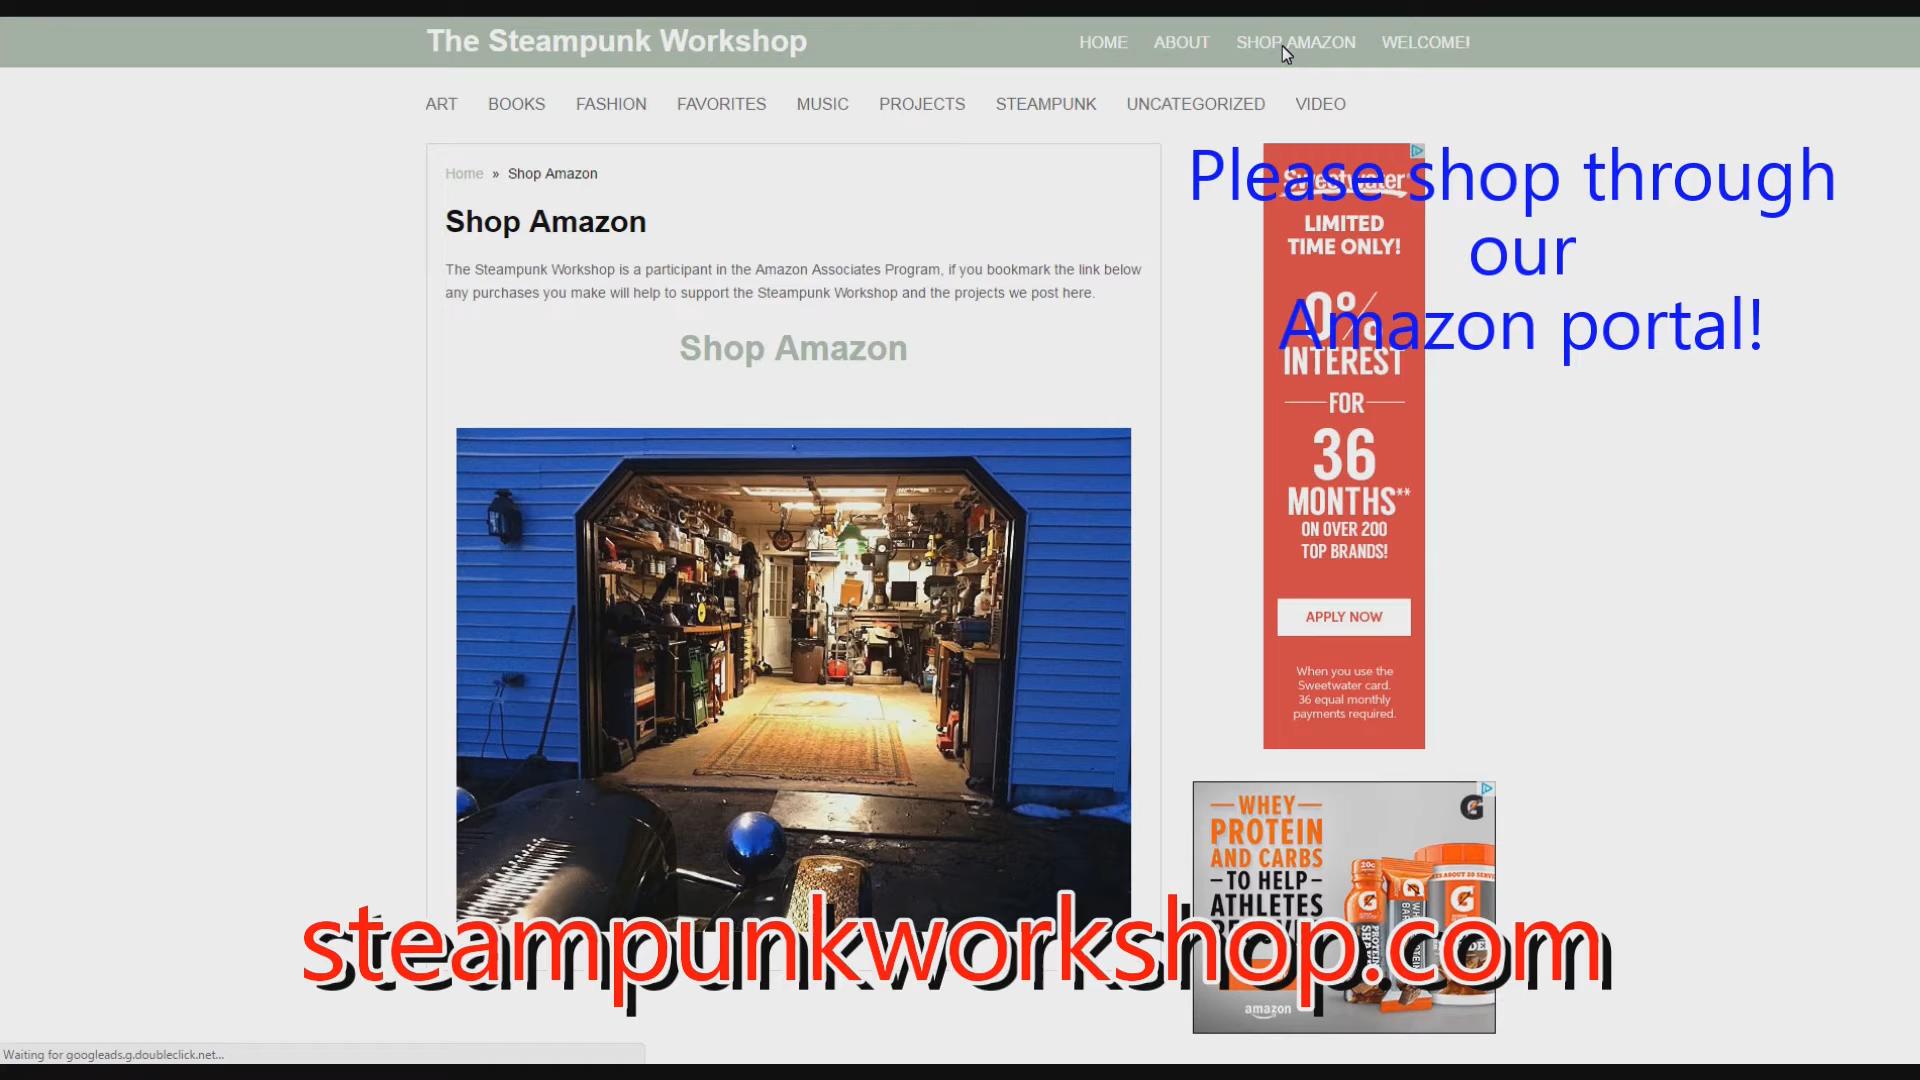 The Steampunk Workshop
HOME ABOUT SHOP AMAZON WELCOME!
ART BOOKS FASHION FAVORITES MUSIC PROJECTS STEAMPUNK UNCATEGORIZED VIDEO
Home » Shop Amazon
Shop Amazon
The Steampunk Workshop is a participant in the Amazon Associates Program, if you bookmark the link below
any purchases you make will help to support the Steampunk Workshop and the projects we post here.
Shop Amazon
Please shop through
our
Amazon portal!
Sweetwater
LIMITED
TIME ONLY!
0%
INTEREST
FOR
36
MONTHS**
ON OVER 200
TOP BRANDS!
APPLY NOW
When you use the
Sweetwater card.
36 equal monthly
payments required.
WHEY
PROTEIN
AND CARBS
TO HELP
ATHLETES
G
amazon
steampunkworkshop.com
Waiting for googleads.g.doubleclick.net...